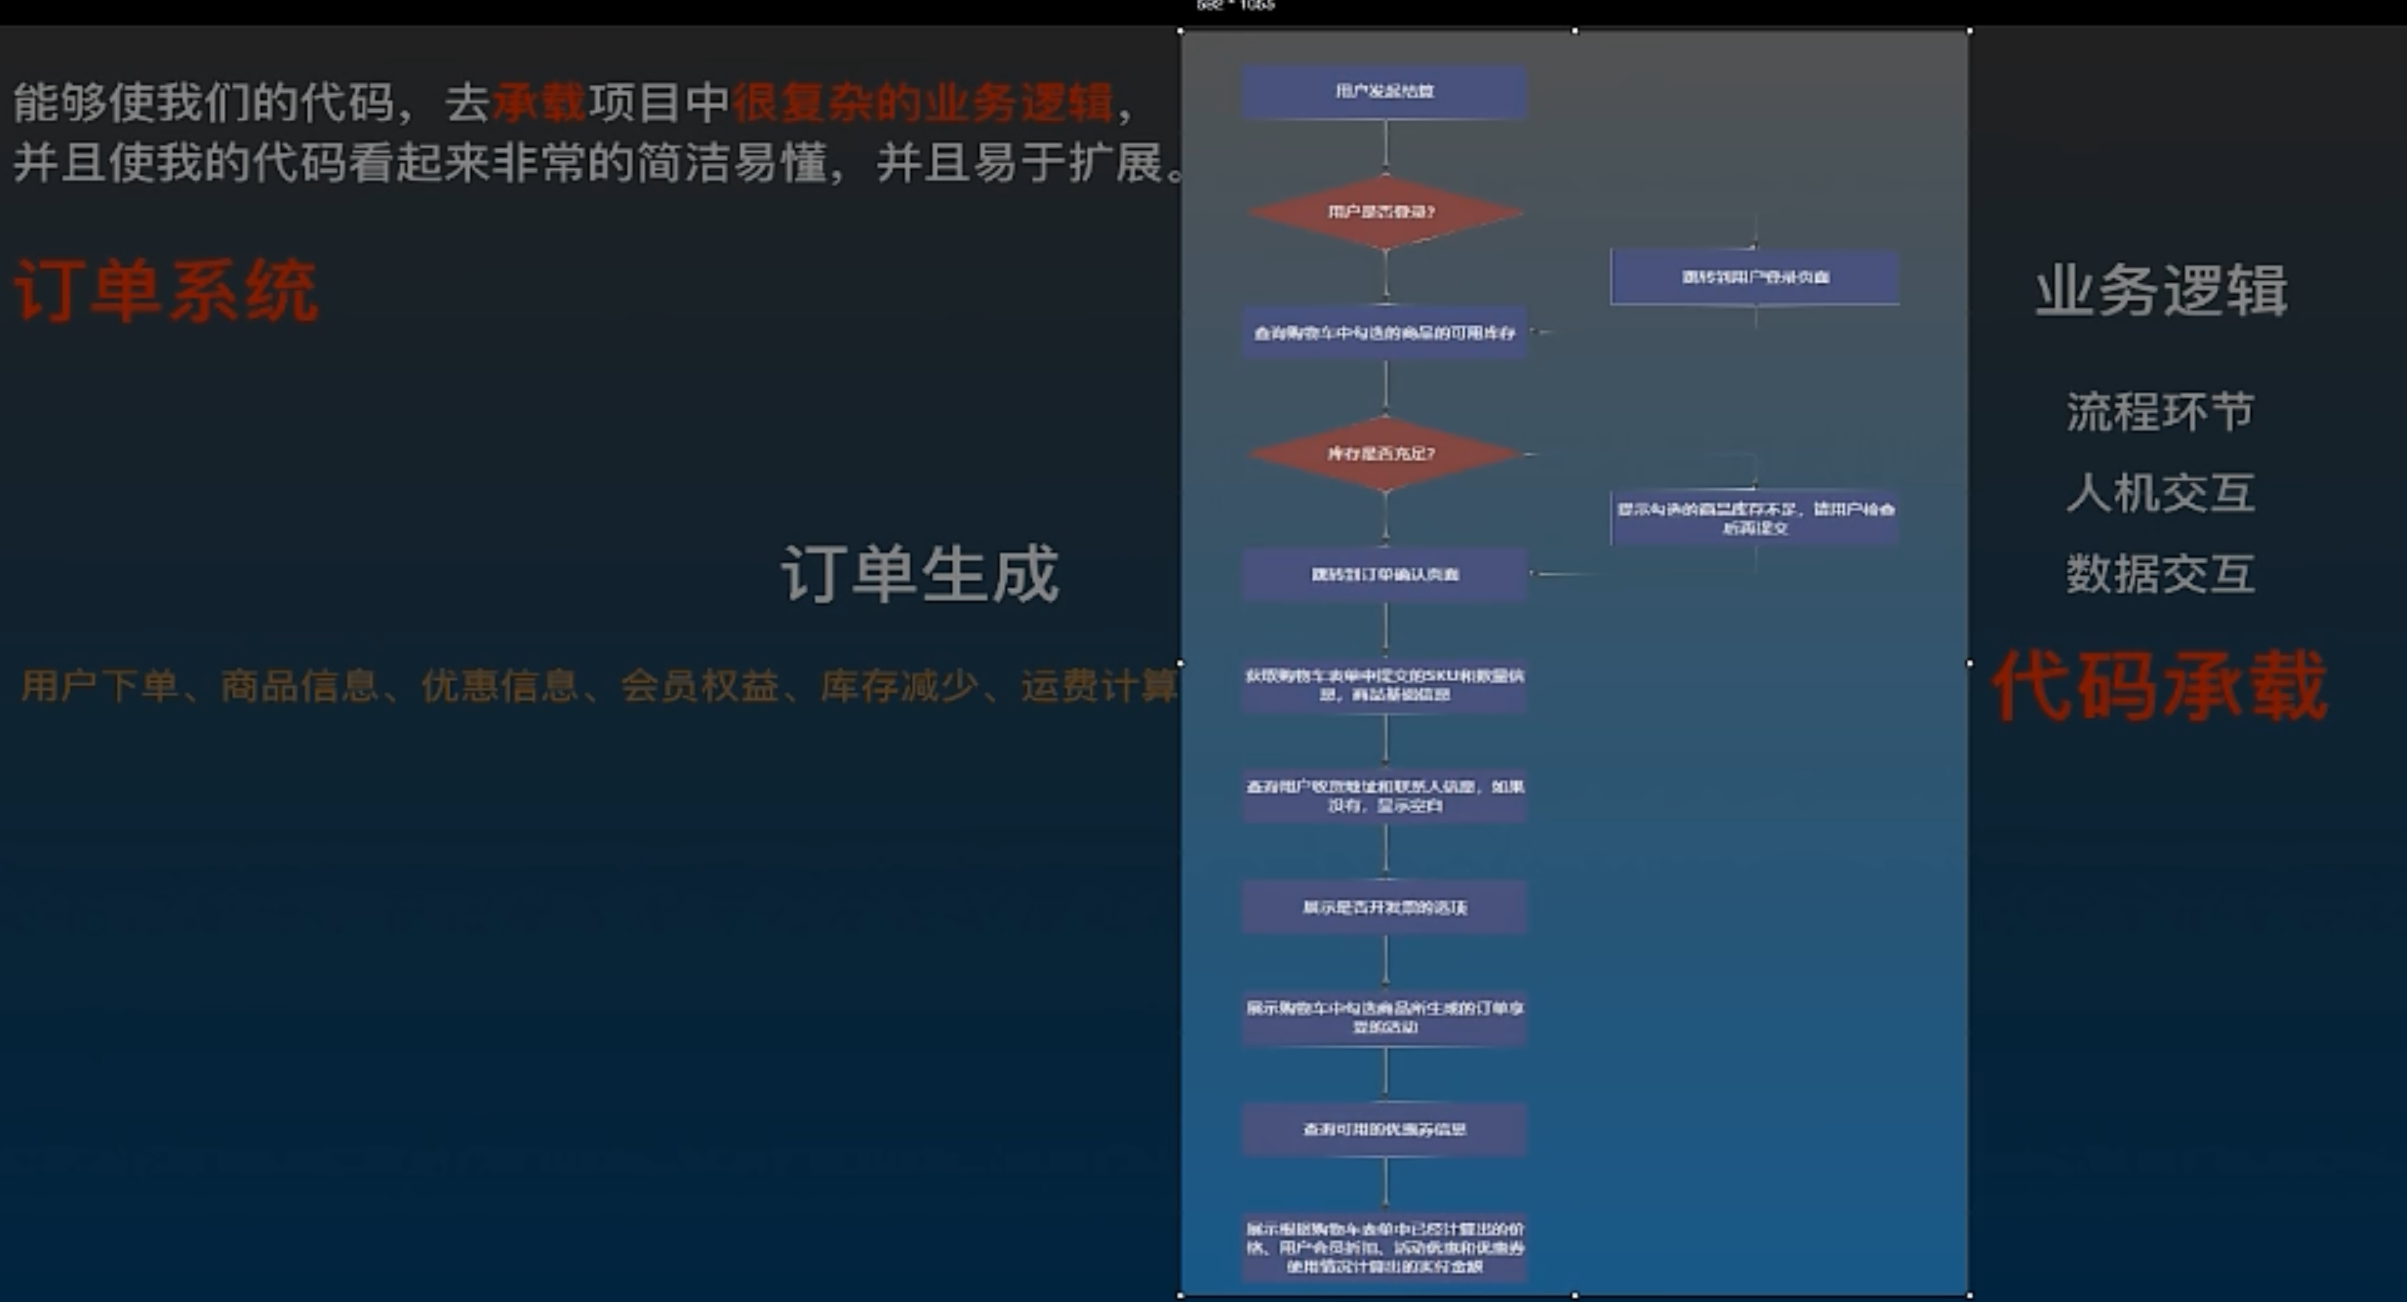 能够使我们的代码，去承载项目中很复杂的业务逻辑，
并且使我的代码看起来非常的简洁易懂，并且易于扩展。
订单系统
订单生成
用户下单、商品信息、优惠信息、会员权益、库存减少、运费计算
用户发起结算
用户是否登录?
跳转到用户登录页面
查询购物车中勾选的商品的可用库存
库存是否充足?
提示勾选的商品库存不足，请用户检查
后再提交
跳转到订单确认页面
获取购物车表单中提交的SKU和数量信
息，商品基础信息
查询用户收货地址和联系人信息，如果
没有，显示空白
展示是否开发票的选项
展示购物车中勾选商品所生成的订单享
受的活动
查询可用的优惠券信息
展示根据购物车表单中已经计算出的价
格、用户会员折扣、活动优惠和优惠券
使用情况计算出的实付金额
业务逻辑
流程环节
人机交互
数据交互
代码承载